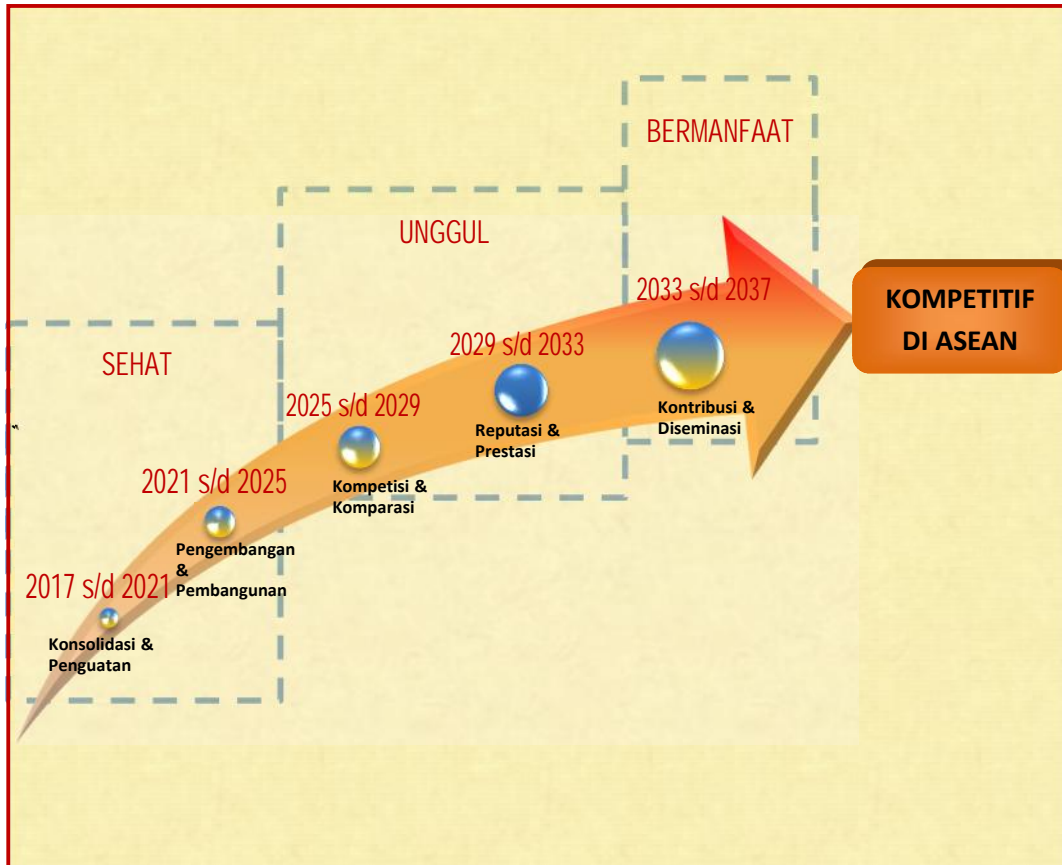 BERMANFAAT
UNGGUL
SEHAT
KOMPETITIF
DI ASEAN
2033 s/d 2037
Kontribusi &
Diseminasi
2029 s/d 2033
Reputasi &
Prestasi
2025 s/d 2029
Kompetisi &
Komparasi
2021 s/d 2025
Pengembangan
&
Pembangunan
2017 s/d 2021
Konsolidasi &
Penguatan